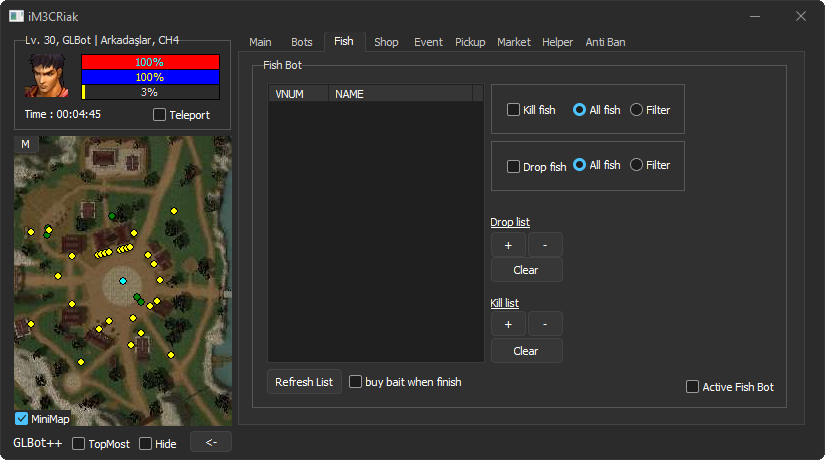 iM3CRiak
Lv. 30, GLBot | Arkadaşlar, CH4
100%
100%
3%
Time : 00:04:45
Teleport
M
MiniMap
GLBot++
TopMost
Hide
<-
Main Bots Fish Shop Event Pickup Market Helper Anti Ban
Fish Bot
VNUM NAME
Kill fish All fish Filter
Drop fish All fish Filter
Drop list
+ -
Clear
Kill list
+ -
Clear
Refresh List
buy bait when finish
Active Fish Bot